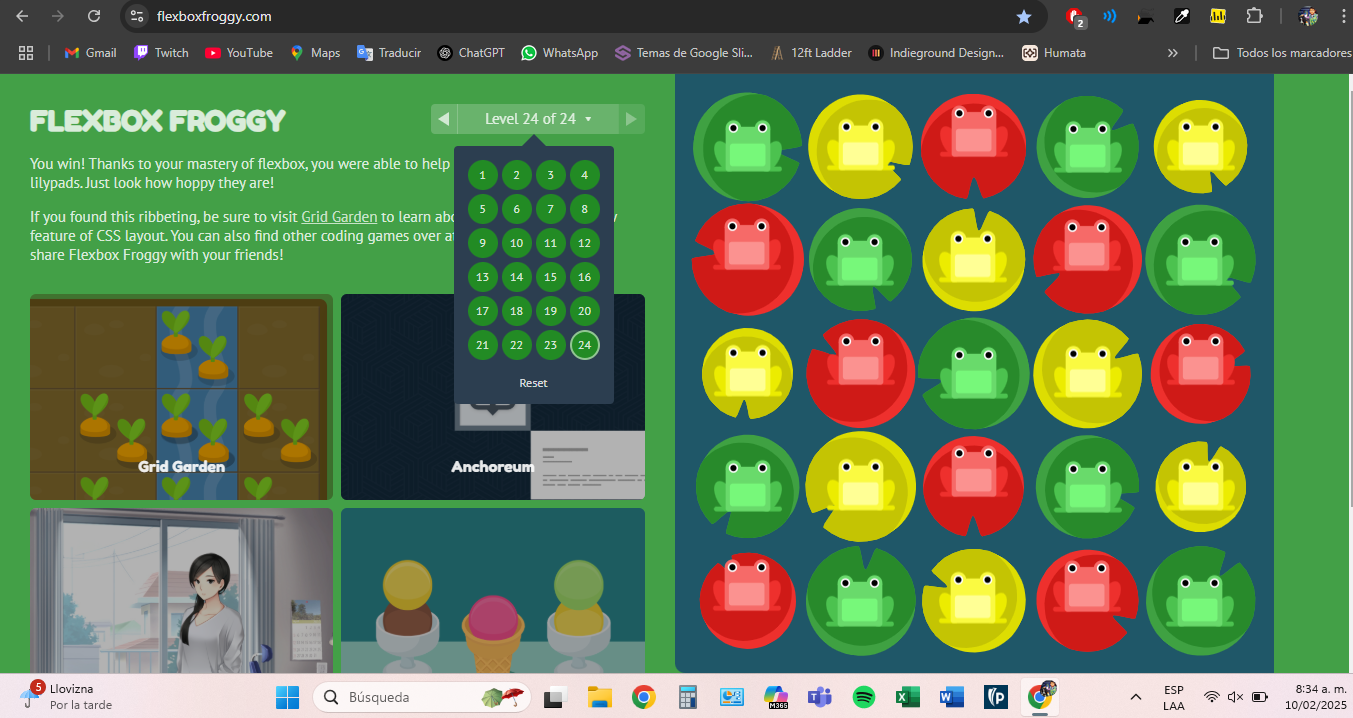 flexboxfroggy.com
2
Gmail
Twitch
YouTube
Maps
Traducir
ChatGPT
WhatsApp
Temas de Google Sli...
12ft Ladder
Indieground Design...
Humata
»
Todos los marcadores
FLEXBOX FROGGY
Level 24 of 24
You win! Thanks to your mastery of flexbox, you were able to help
lilypads. Just look how hoppy they are!
If you found this ribbeting, be sure to visit Grid Garden to learn abo
feature of CSS layout. You can also find other coding games over at
share Flexbox Froggy with your friends!
1 2 3 4
5 6 7 8
9 10 11 12
13 14 15 16
17 18 19 20
21 22 23 24
Reset
Grid Garden
Anchoreum
5
Llovizna
Por la tarde
Búsqueda
M365
ESP
LAA
8:34 a. m.
10/02/2025